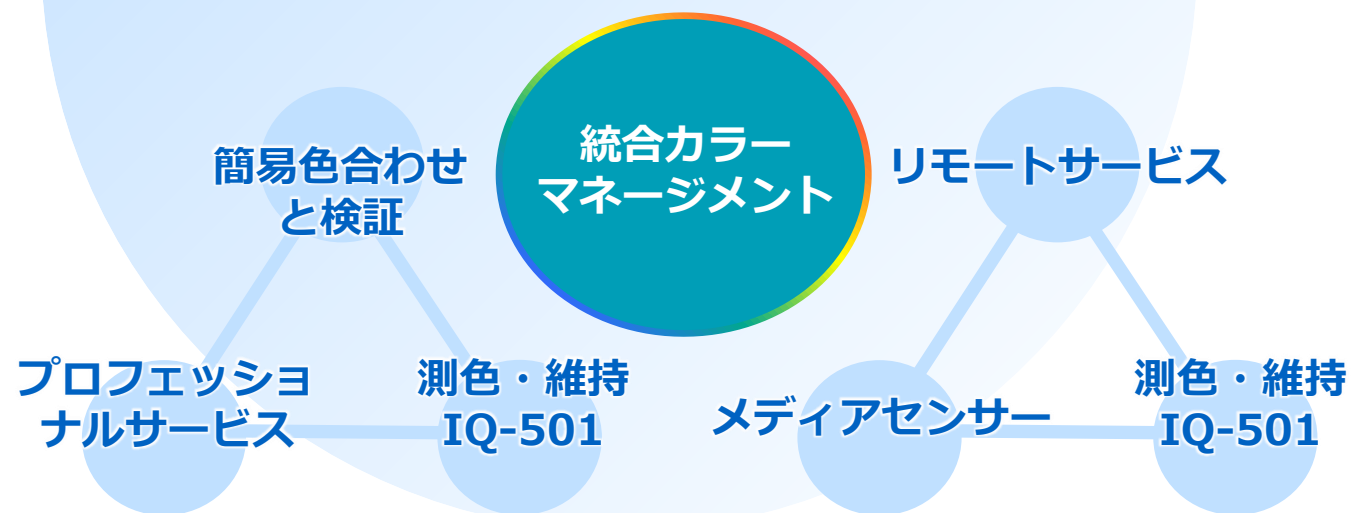 統合カラー
マネージメント
簡易色合わせ
と検証
プロフェッショ
ナルサービス
測色・維持
IQ-501
リモートサービス
メディアセンサー
測色・維持
IQ-501